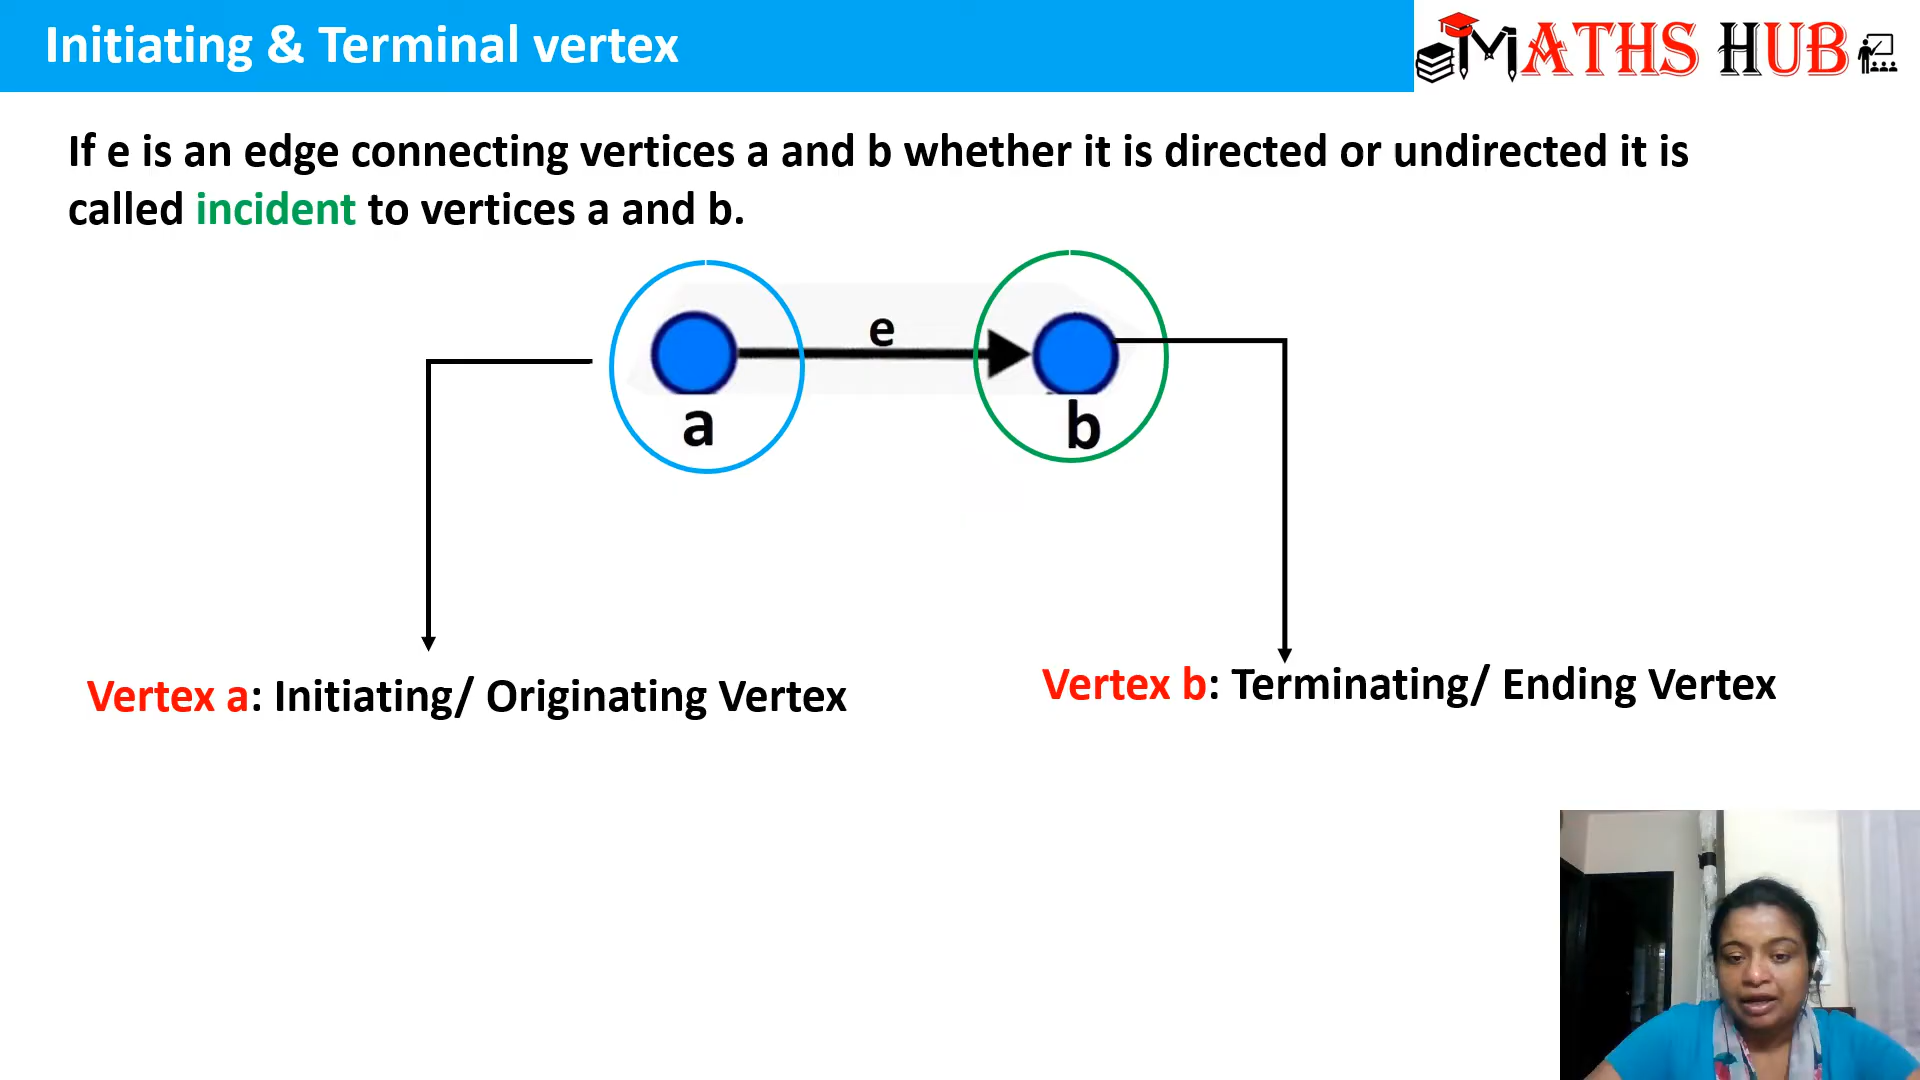 Initiating & Terminal vertex
MATHS HUB
If e is an edge connecting vertices a and b whether it is directed or undirected it is
called incident to vertices a and b.
e
a
b
Vertex a: Initiating/ Originating Vertex
Vertex b: Terminating/ Ending Vertex